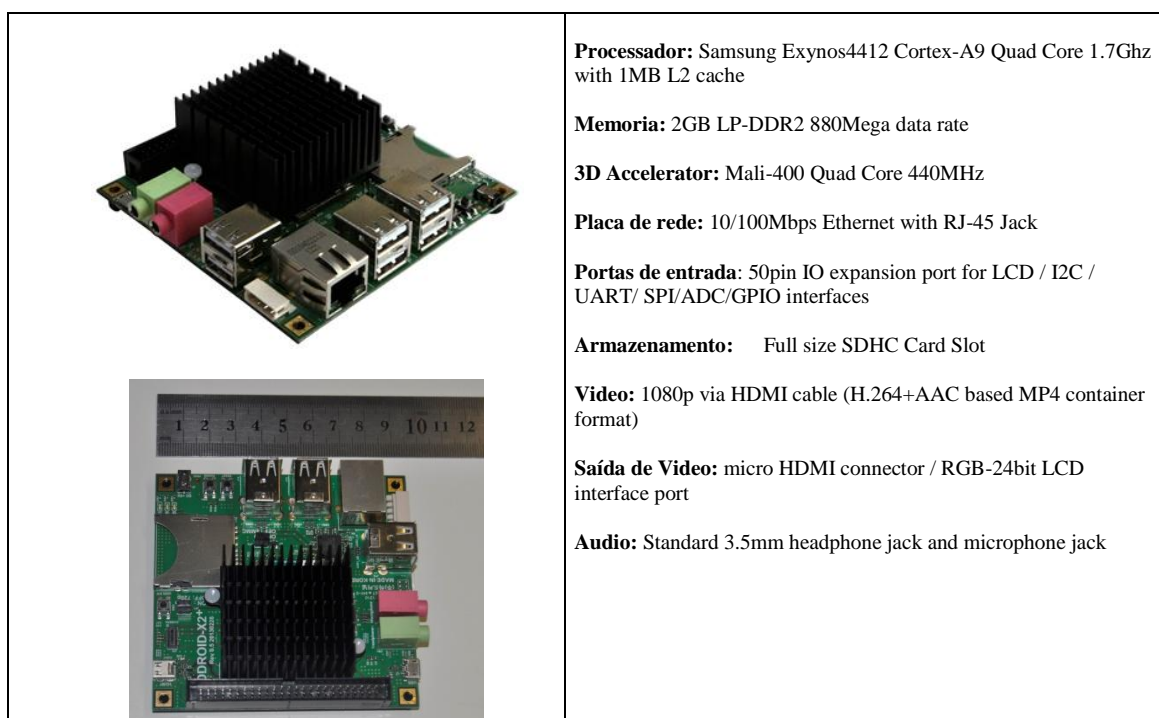 Processador: Samsung Exynos4412 Cortex-A9 Quad Core 1.7Ghz
with 1MB L2 cache
Memoria: 2GB LP-DDR2 880Mega data rate
3D Accelerator: Mali-400 Quad Core 440MHz
Placa de rede: 10/100Mbps Ethernet with RJ-45 Jack
Portas de entrada: 50pin IO expansion port for LCD / I2C /
UART/ SPI/ADC/GPIO interfaces
Armazenamento: Full size SDHC Card Slot
Video: 1080p via HDMI cable (H.264+AAC based MP4 container
format)
Saída de Video: micro HDMI connector / RGB-24bit LCD
interface port
Audio: Standard 3.5mm headphone jack and microphone jack
1 2 3 4 5 6 7 8 9 10 11 12
MADE IN KOREA
ODROID-X2